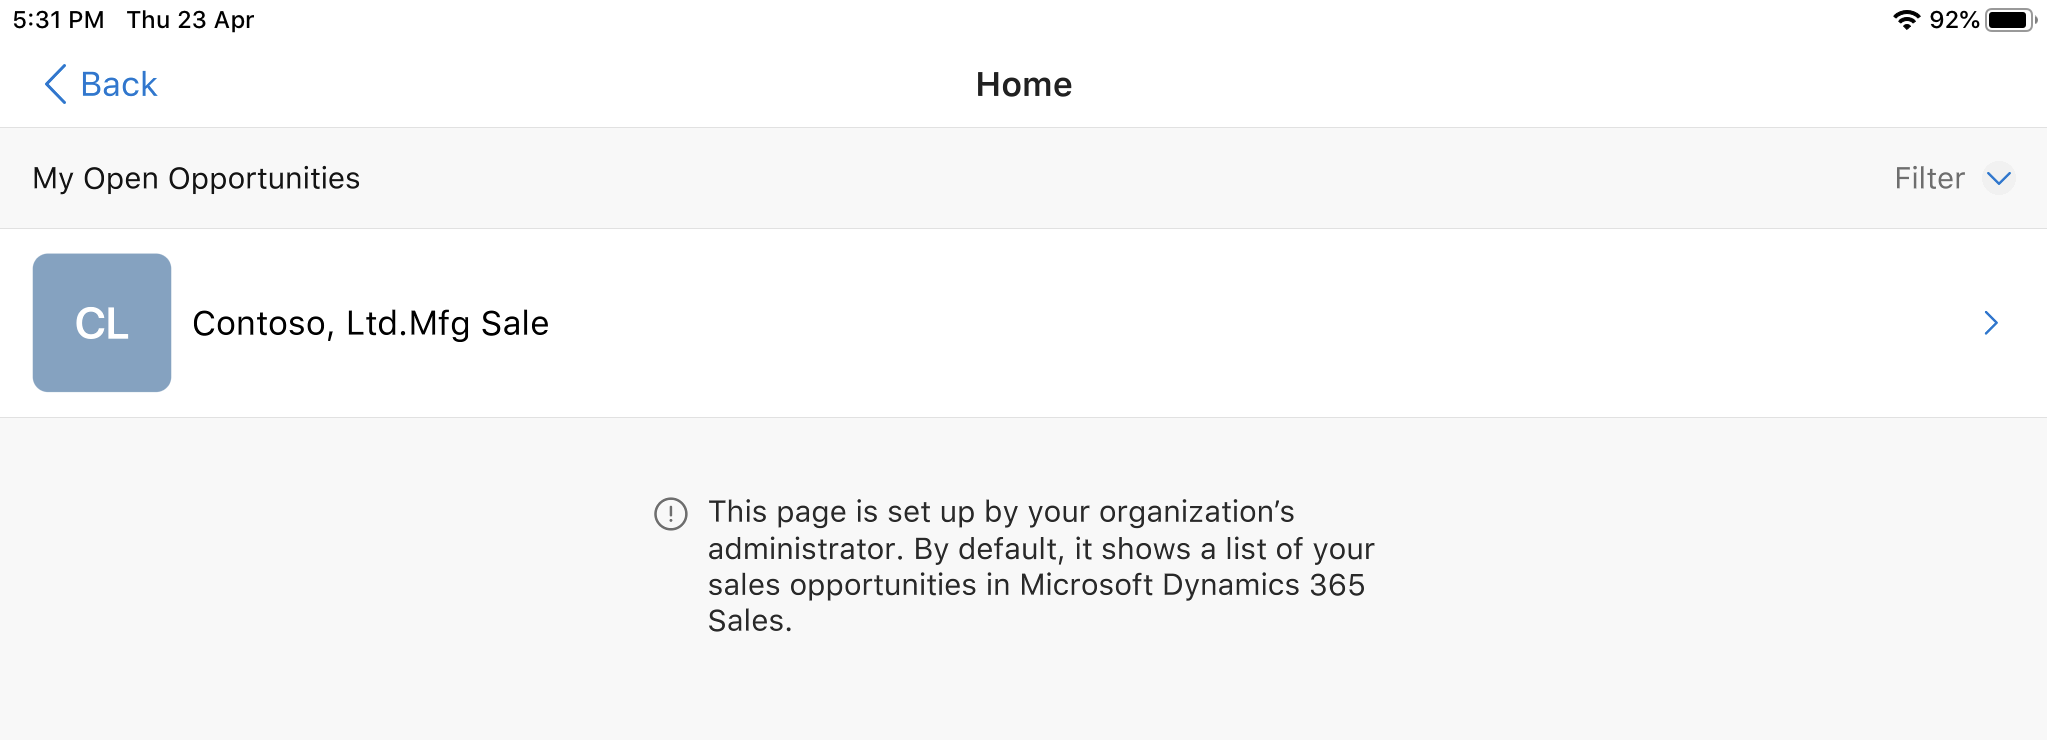 5:31 PM Thu 23 Apr 92%
Back Home
My Open Opportunities Filter
CL Contoso, Ltd.Mfg Sale
This page is set up by your organization’s
administrator. By default, it shows a list of your
sales opportunities in Microsoft Dynamics 365
Sales.